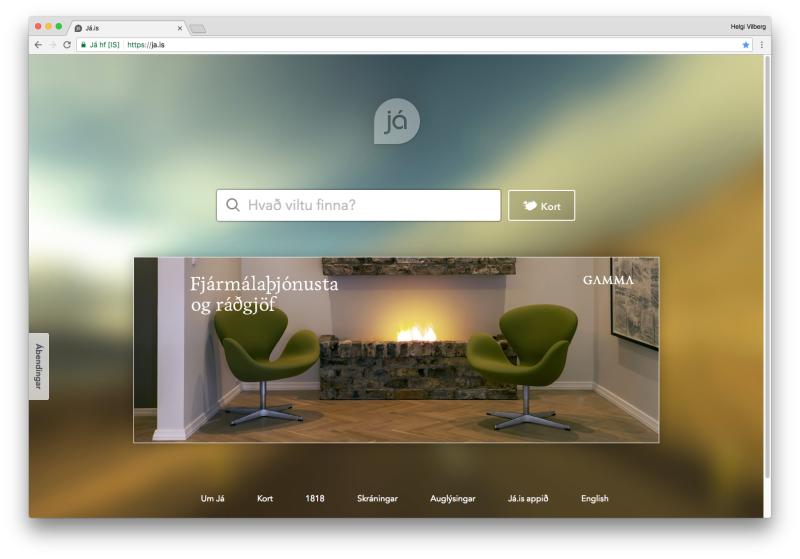 Já.is
Helgi Vilberg
Já hf [IS] https://ja.is
já
Hvað viltu finna?
Kort
Fjármálaþjónusta
og ráðgjöf
GAMMA
Ábendingar
Um Já Kort 1818 Skráningar Auglýsingar Já.is appið English